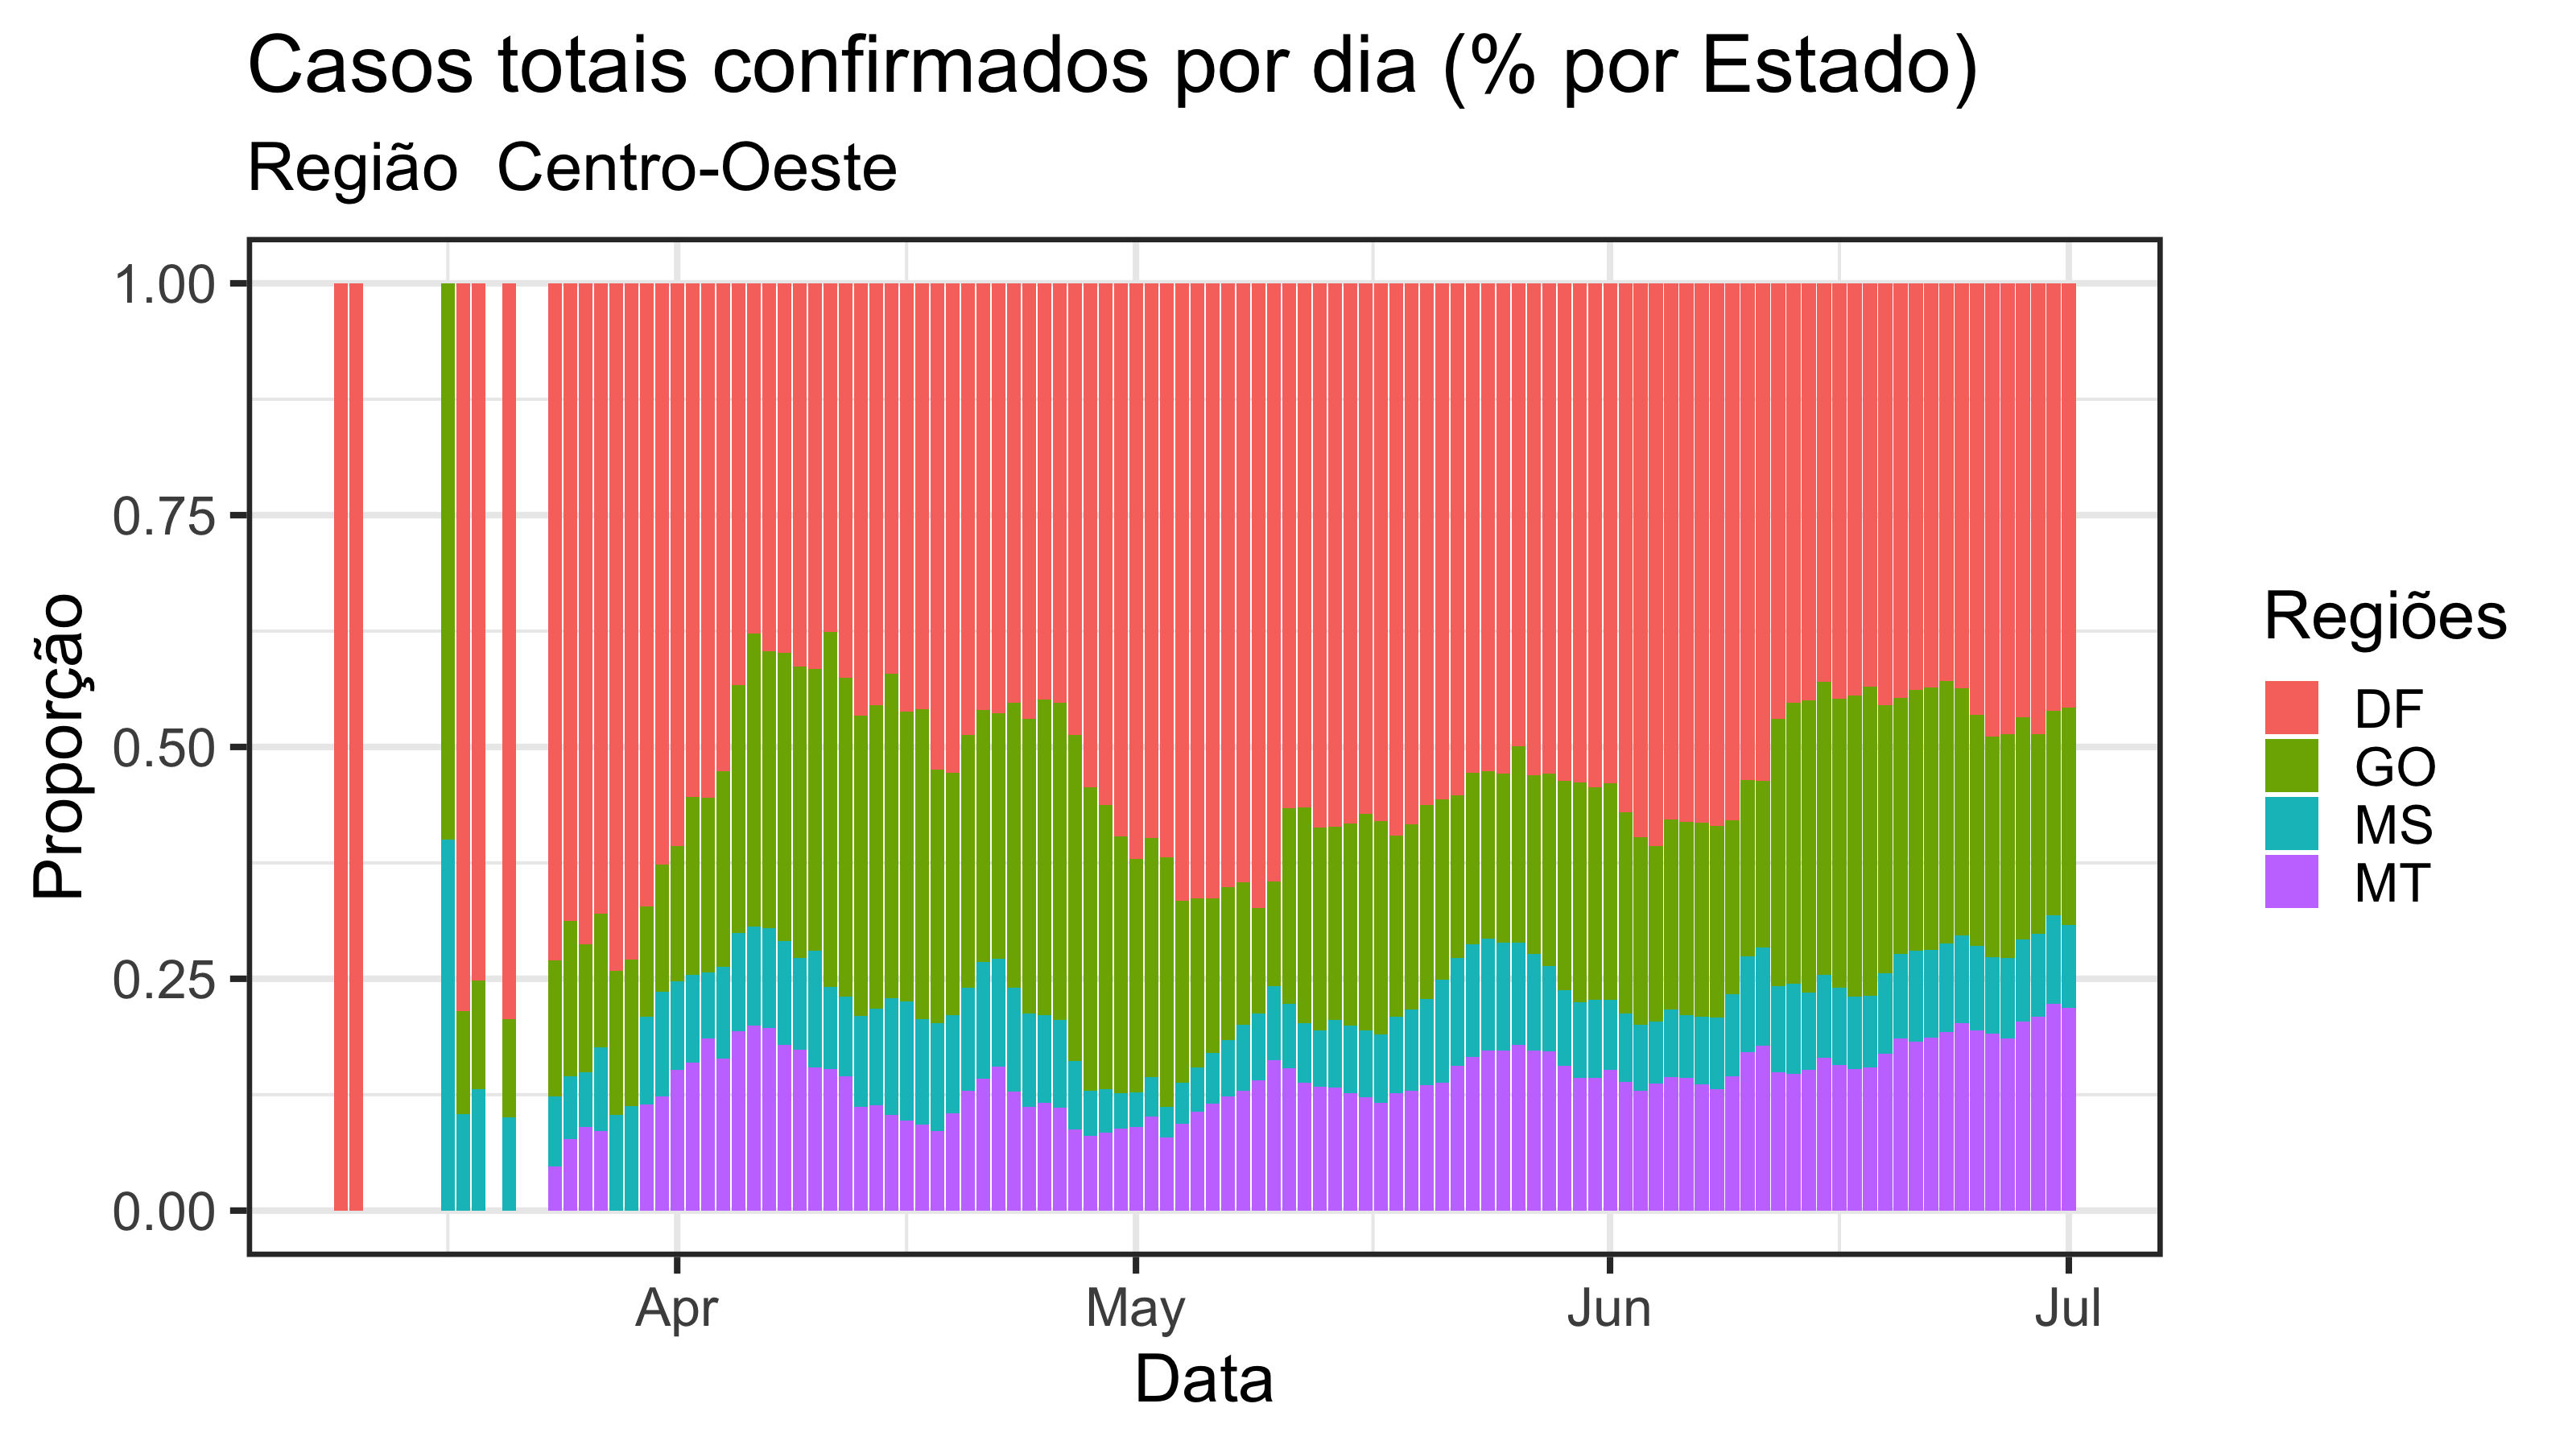 Casos totais confirmados por dia (% por Estado)
Região  Centro-Oeste
1.00
0.75
0.50
0.25
0.00
Proporção
Apr
May
Jun
Jul
Data
Regiões
DF
GO
MS
MT